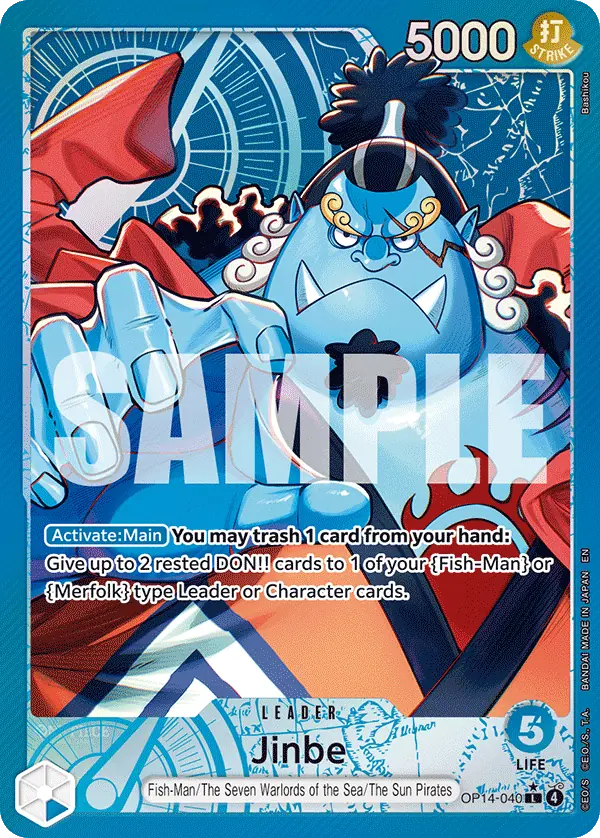 5000
打
STRIKE
Bashikou
SAMPLE
Activate:Main You may trash 1 card from your hand:
Give up to 2 rested DON!! cards to 1 of your {Fish-Man} or
{Merfolk} type Leader or Character cards.
LEADER
Jinbe
5
LIFE
Fish-Man/The Seven Warlords of the Sea/The Sun Pirates
OP14-040 L 4
©E.O/S. ©E.O./S., T.A. BANDAI MADE IN JAPAN EN